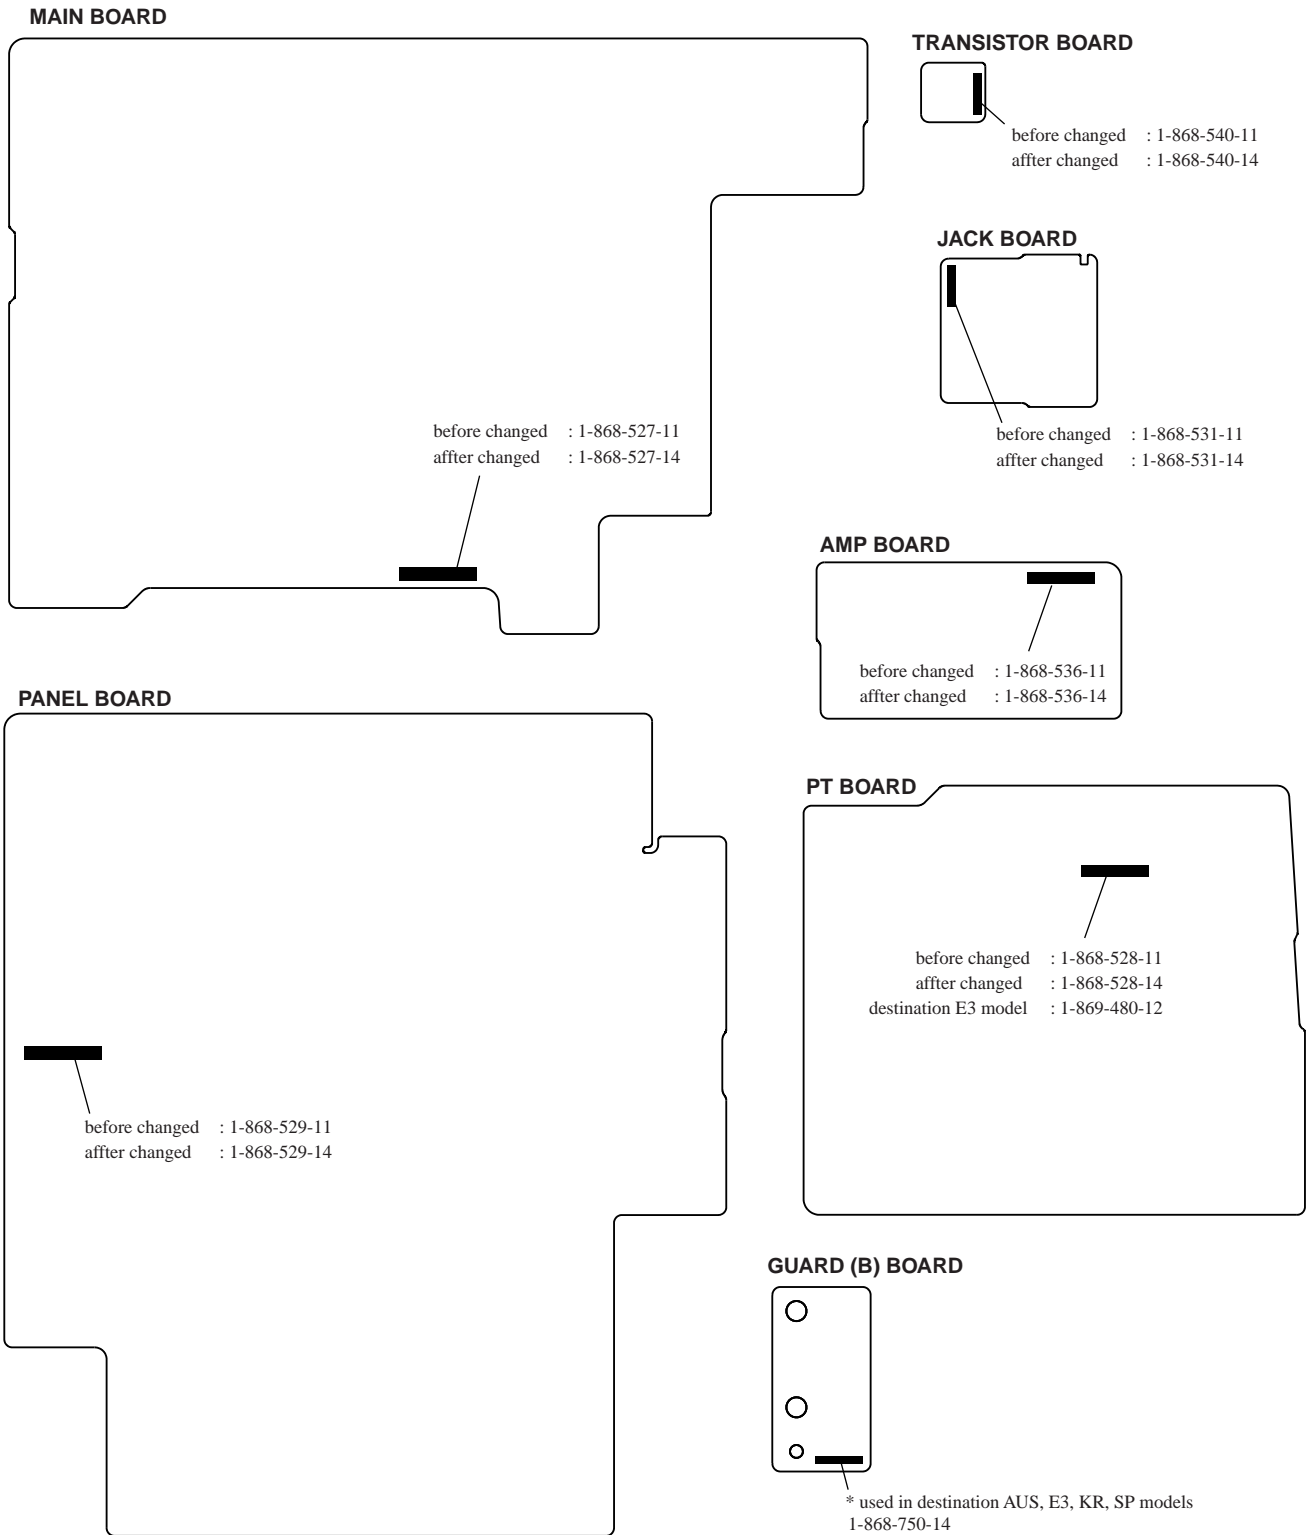 MAIN BOARD
before changed : 1-868-527-11
affter changed : 1-868-527-14
TRANSISTOR BOARD
before changed : 1-868-540-11
affter changed : 1-868-540-14
JACK BOARD
before changed : 1-868-531-11
affter changed : 1-868-531-14
AMP BOARD
before changed : 1-868-536-11
affter changed : 1-868-536-14
PANEL BOARD
before changed : 1-868-529-11
affter changed : 1-868-529-14
PT BOARD
before changed : 1-868-528-11
affter changed : 1-868-528-14
destination E3 model : 1-869-480-12
GUARD (B) BOARD
* used in destination AUS, E3, KR, SP models
1-868-750-14